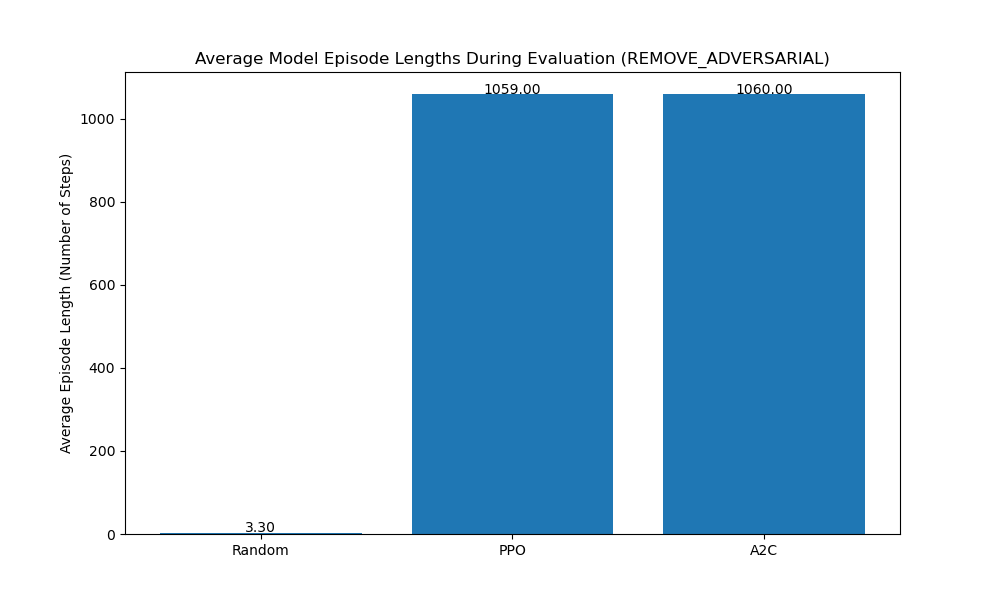 Average Model Episode Lengths During Evaluation (REMOVE_ADVERSARIAL)
Average Episode Length (Number of Steps)
1000
800
600
400
200
0
3.30
1059.00
1060.00
Random
PPO
A2C